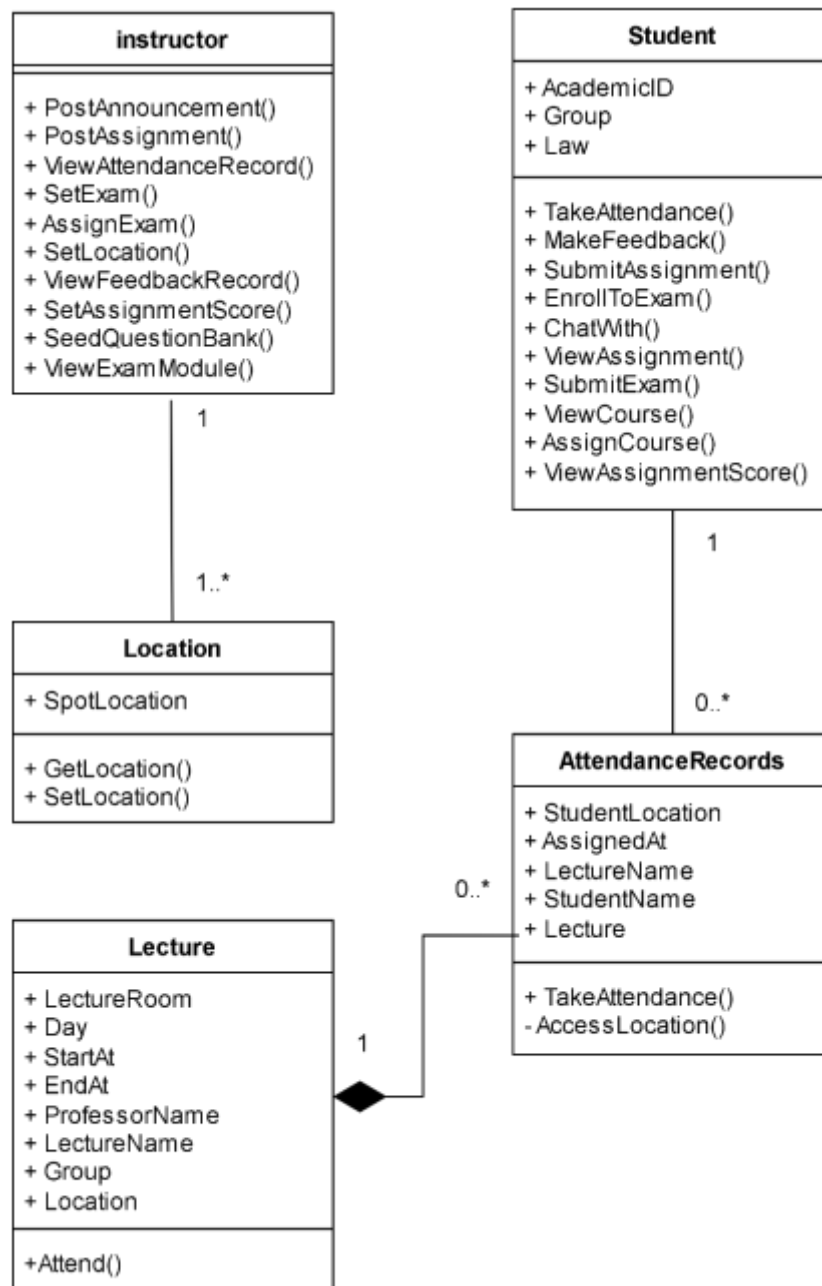 instructor
+ PostAnnouncement()
+ PostAssignment()
+ ViewAttendanceRecord()
+ SetExam()
+ AssignExam()
+ SetLocation()
+ ViewFeedbackRecord()
+ SetAssignmentScore()
+ SeedQuestionBank()
+ ViewExamModule()
1
1..*
Location
+ SpotLocation
+ GetLocation()
+ SetLocation()
Student
+ AcademicID
+ Group
+ Law
+ TakeAttendance()
+ MakeFeedback()
+ SubmitAssignment()
+ EnrollToExam()
+ ChatWith()
+ ViewAssignment()
+ SubmitExam()
+ ViewCourse()
+ AssignCourse()
+ ViewAssignmentScore()
1
0..*
AttendanceRecords
+ StudentLocation
+ AssignedAt
+ LectureName
+ StudentName
+ Lecture
+ TakeAttendance()
- AccessLocation()
0..*
1
Lecture
+ LectureRoom
+ Day
+ StartAt
+ EndAt
+ ProfessorName
+ LectureName
+ Group
+ Location
+Attend()